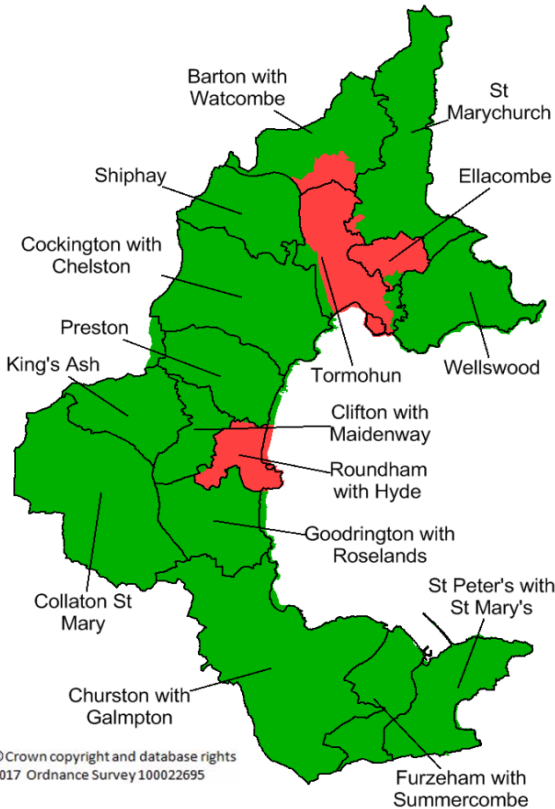 Barton with
Watcombe
St
Marychurch
Shiphay
Ellacombe
Cockington with
Chelston
Preston
King's Ash
Tormohun
Wellswood
Clifton with
Maidenway
Roundham
with Hyde
Goodrington with
Roselands
Collaton St
Mary
St Peter's with
St Mary's
Churston with
Galmpton
©Crown copyright and database rights
017 Ordnance Survey 100022695
Furzeham with
Summercombe